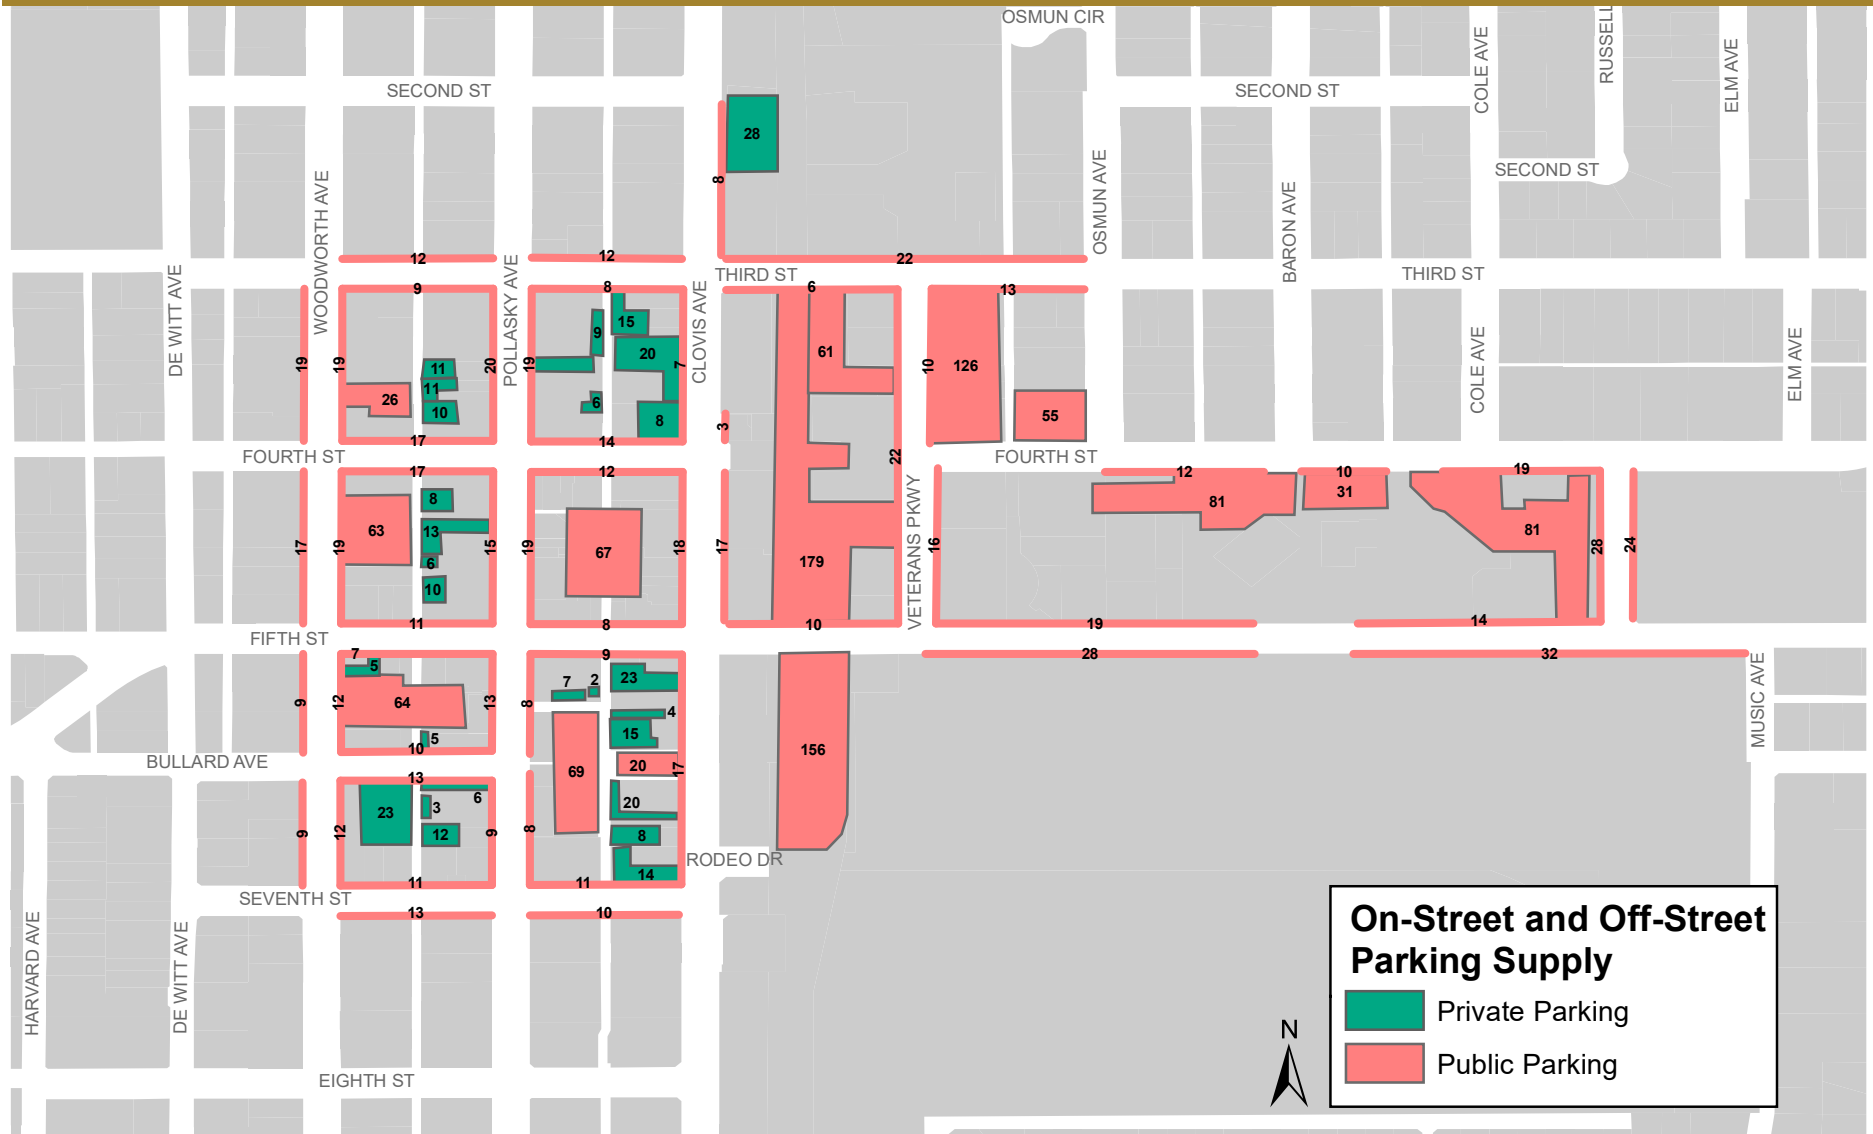 OSMUN CIR
SECOND ST
SECOND ST
COLE AVE
RUSSELL
ELM AVE
28
8
SECOND ST
WOODWORTH AVE
OSMUN AVE
BARON AVE
12
12
22
DE WITT AVE
POLLASKY AVE
THIRD ST
THIRD ST
CLOVIS AVE
9
8
6
13
19
19
20
19
9
15
20
7
61
10
126
COLE AVE
ELM AVE
11
11
10
26
6
8
55
3
17
14
22
FOURTH ST
FOURTH ST
17
12
12
10
19
8
63
13
6
10
17
19
15
19
67
18
17
179
VETERANS PKWY
16
81
31
81
28
24
11
8
10
19
14
FIFTH ST
7
5
9
28
32
9
12
64
13
8
7
2
23
4
15
MUSIC AVE
5
10
156
BULLARD AVE
69
20
17
13
6
23
3
12
9
12
9
8
20
8
14
RODEO DR
11
11
SEVENTH ST
13
10
HARVARD AVE
DE WITT AVE
On-Street and Off-Street
Parking Supply
Private Parking
Public Parking
N
EIGHTH ST